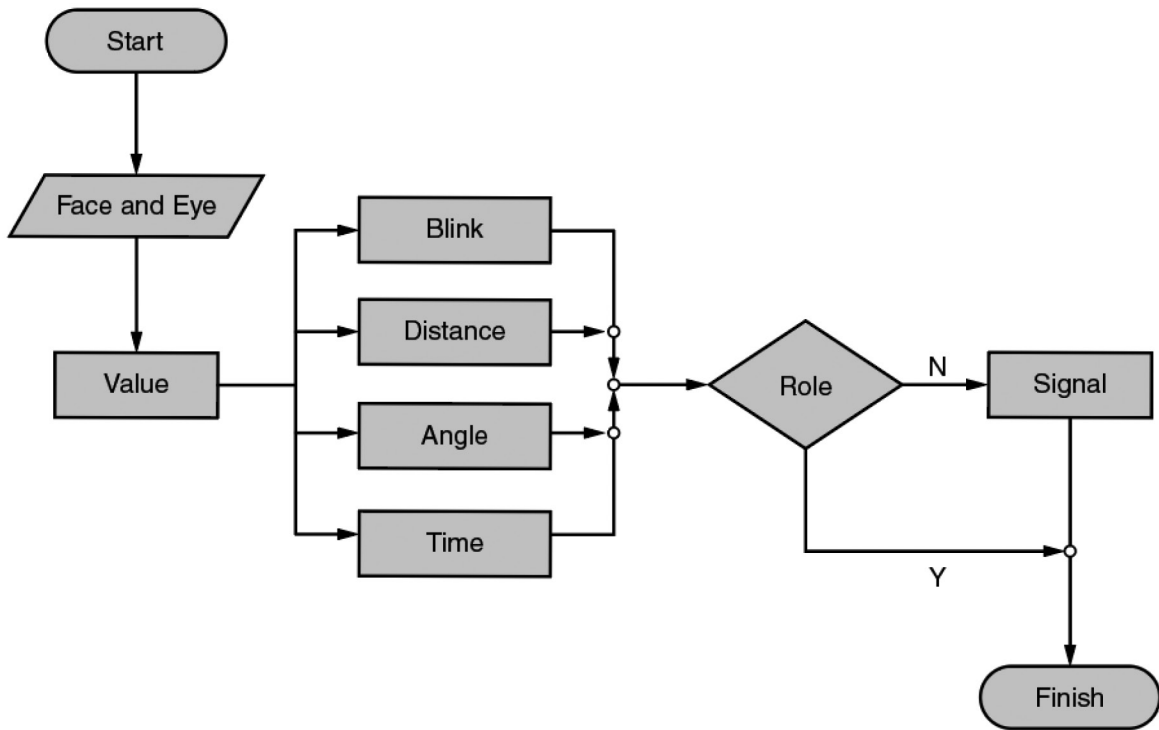 Start
Face and Eye
Value
Blink
Distance
Angle
Time
Role
N
Y
Signal
Finish